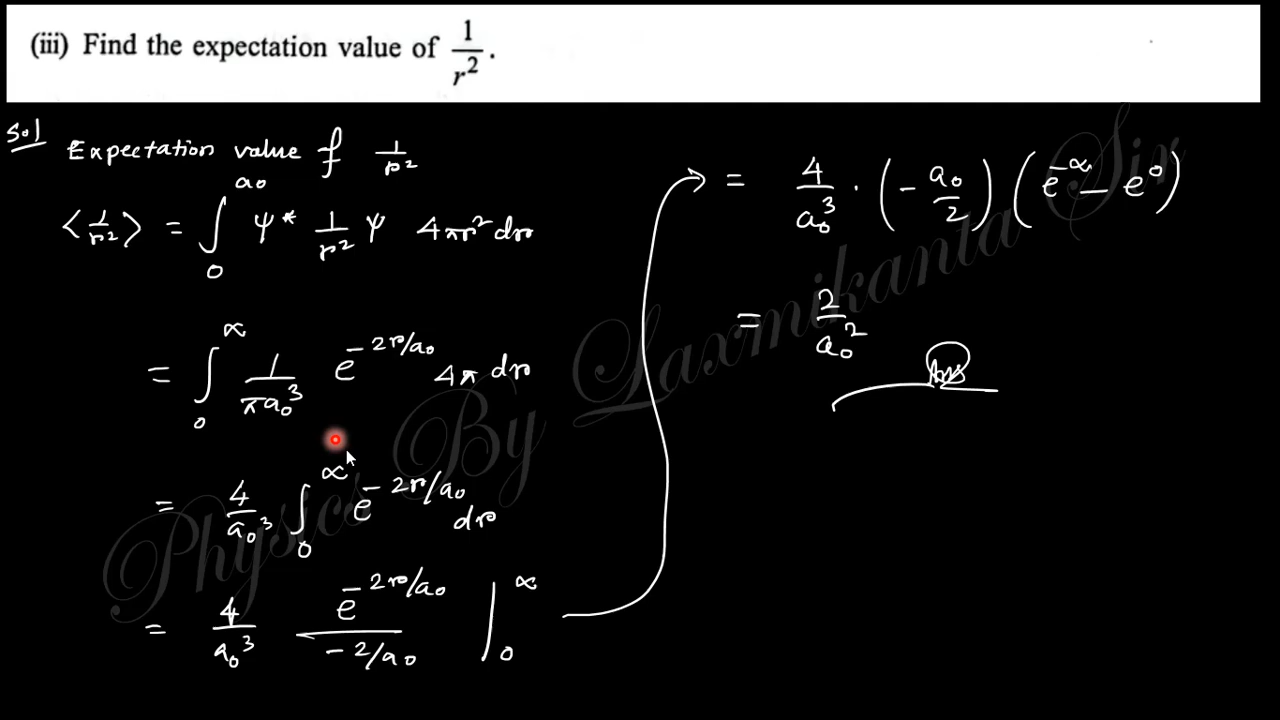 (iii) Find the expectation value of 1/r².
Sol
Expectation value of 1/r²
⟨1/r²⟩ = ∫₀^a₀ ψ* 1/r² ψ 4πr² dr
= ∫₀^∝ 1/πa₀³ e^(-2r/a₀) 4π dr
= 4/a₀³ ∫₀^∝ e^(-2r/a₀) dr
= 4/a₀³ e^(-2r/a₀)/(-2/a₀) |₀^∝
= 4/a₀³ · (-a₀/2) (e^(-∝) - e⁰)
= 2/a₀²
Ans
Physics By Laxmikanta Sir